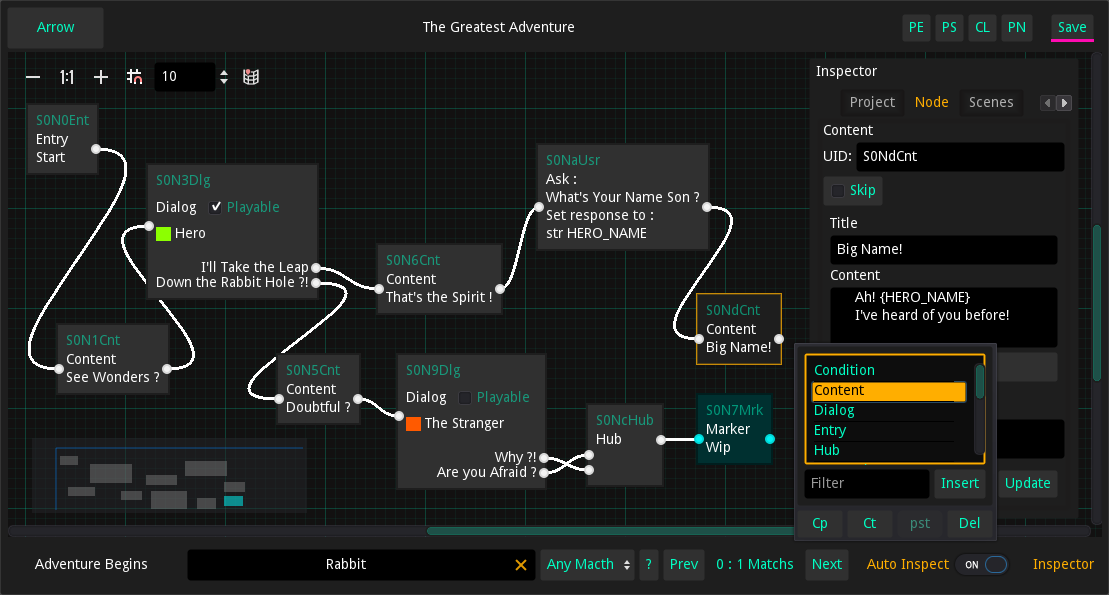 Arrow
The Greatest Adventure
PE PS CL PN Save
1:1
10
S0N0Ent
Entry
Start
S0N3Dlg
Dialog Playable
Hero
I'll Take the Leap
Down the Rabbit Hole ?!
S0N1Cnt
Content
See Wonders ?
S0N6Cnt
Content
That's the Spirit !
S0NaUsr
Ask :
What's Your Name Son ?
Set response to :
str HERO_NAME
S0N5Cnt
Content
Doubtful ?
S0N9Dlg
Dialog Playable
The Stranger
Why ?!
Are you Afraid ?
S0NcHub
Hub
S0N7Mrk
Marker
Wip
S0NdCnt
Content
Big Name!
Inspector
Project Node Scenes
Content
UID: S0NdCnt
Skip
Title
Big Name!
Content
Ah! {HERO_NAME}
I've heard of you before!
Condition
Content
Dialog
Entry
Hub
Filter Insert Update
Cp Ct pst Del
Adventure Begins Rabbit Any Macth ? Prev 0 : 1 Matchs Next Auto Inspect ON Inspector